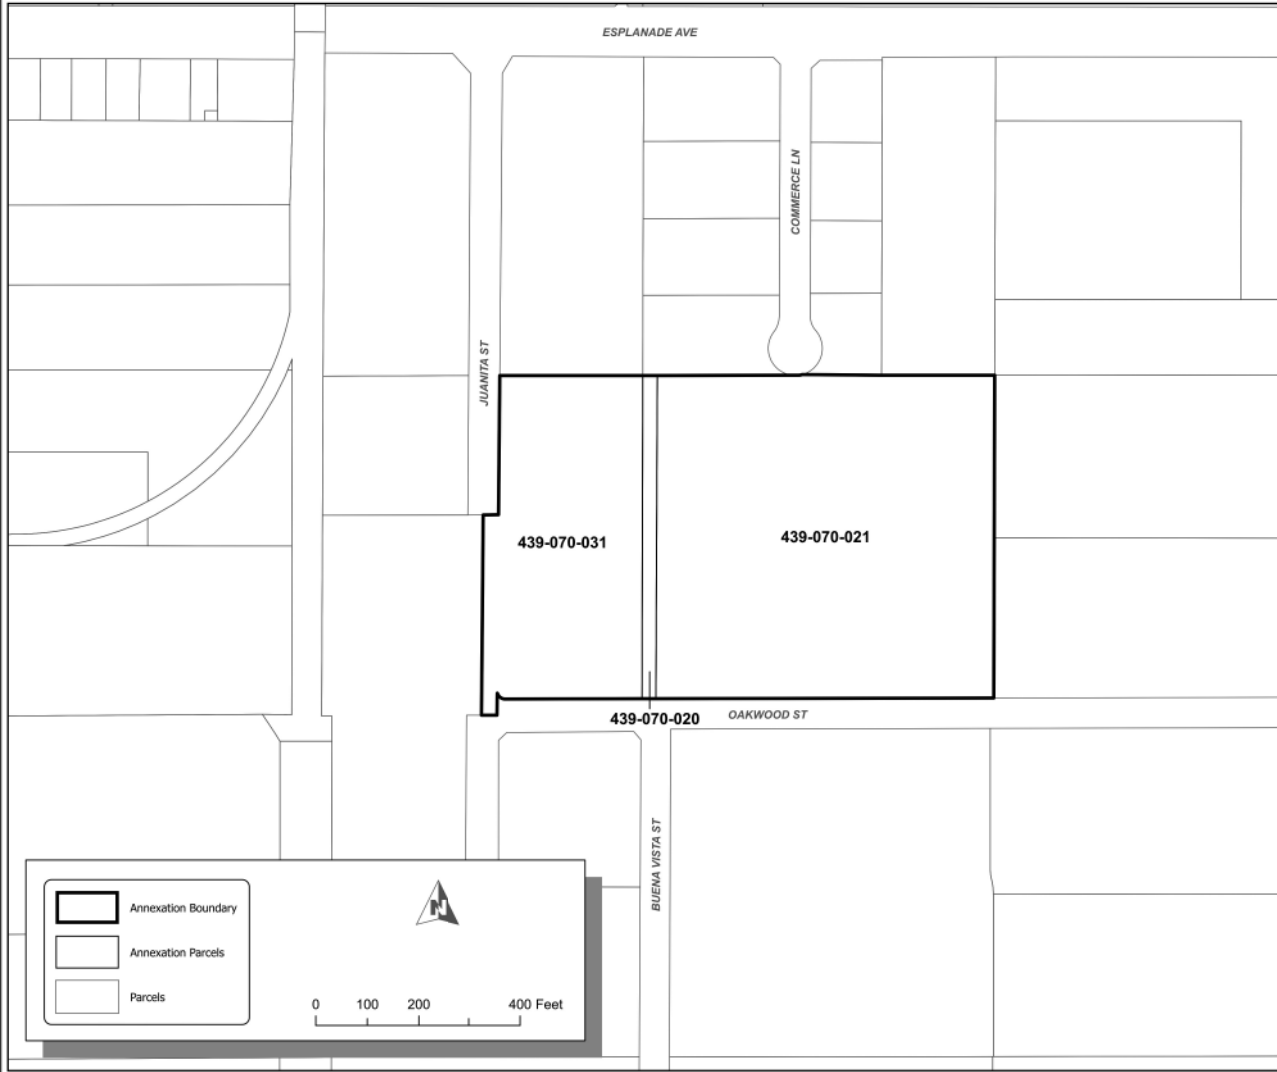 ESPLANADE AVE
COMMERCE LN
JUANITA ST
439-070-031
439-070-021
439-070-020
OAKWOOD ST
BUENA VISTA ST
Annexation Boundary
Annexation Parcels
Parcels
N
0 100 200 400 Feet